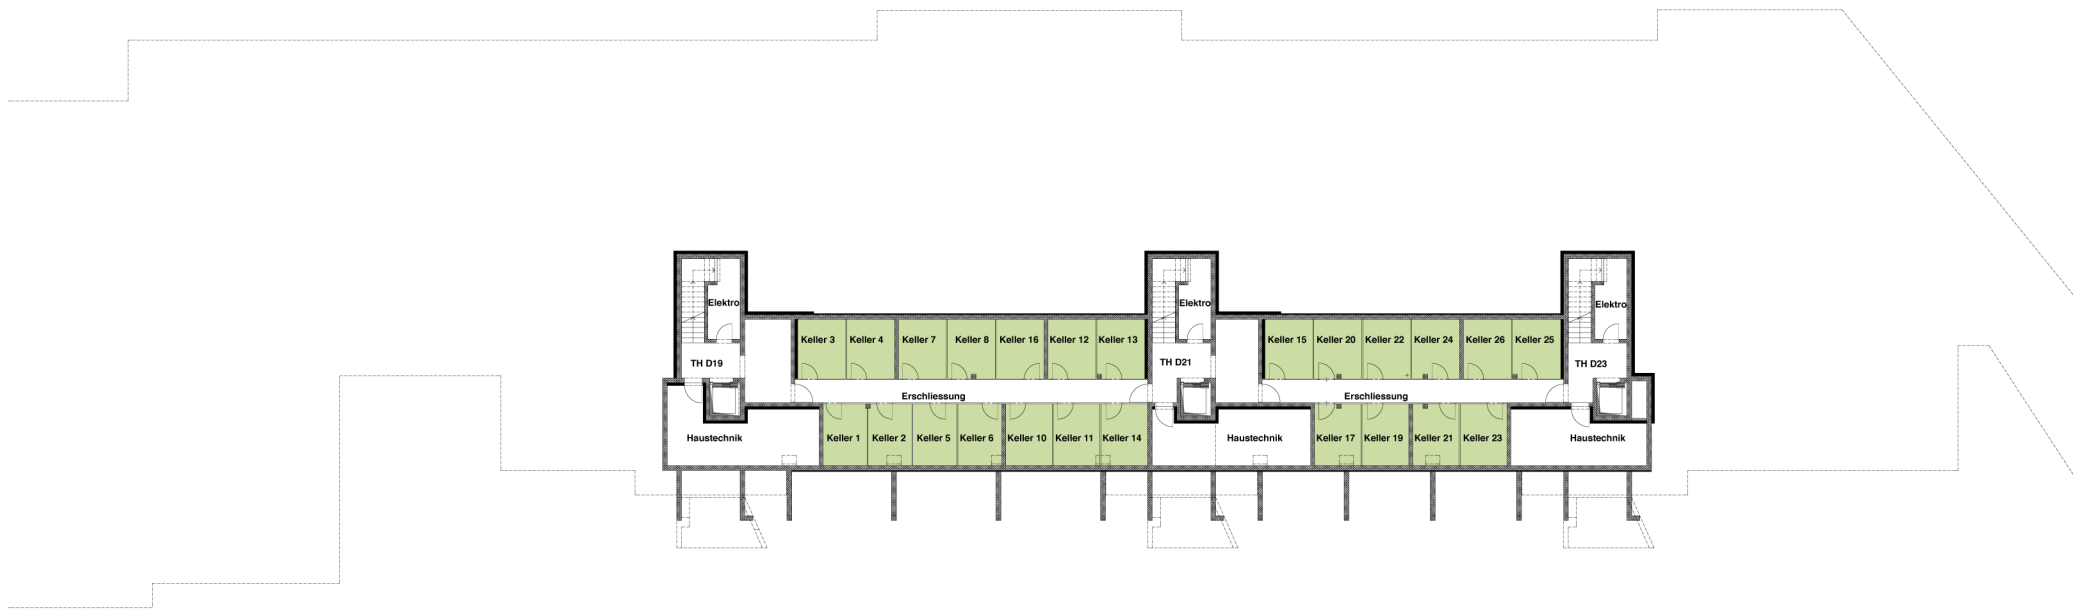 Elektro
Elektro
Elektro
Keller 3
Keller 4
Keller 7
Keller 8
Keller 16
Keller 12
Keller 13
Keller 15
Keller 20
Keller 22
Keller 24
Keller 26
Keller 25
TH D19
TH D21
TH D23
Erschliessung
Erschliessung
Haustechnik
Keller 1
Keller 2
Keller 5
Keller 6
Keller 10
Keller 11
Keller 14
Haustechnik
Keller 17
Keller 19
Keller 21
Keller 23
Haustechnik